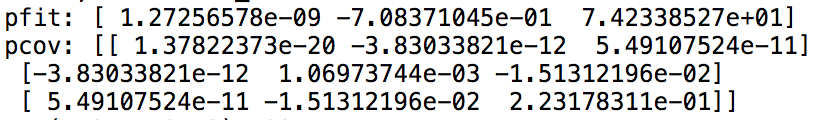 pfit: [ 1.27256578e-09 -7.08371045e-01  7.42338527e+01]
pcov: [[ 1.37822373e-20 -3.83033821e-12  5.49107524e-11]
 [-3.83033821e-12  1.06973744e-03 -1.51312196e-02]
 [ 5.49107524e-11 -1.51312196e-02  2.23178311e-01]]